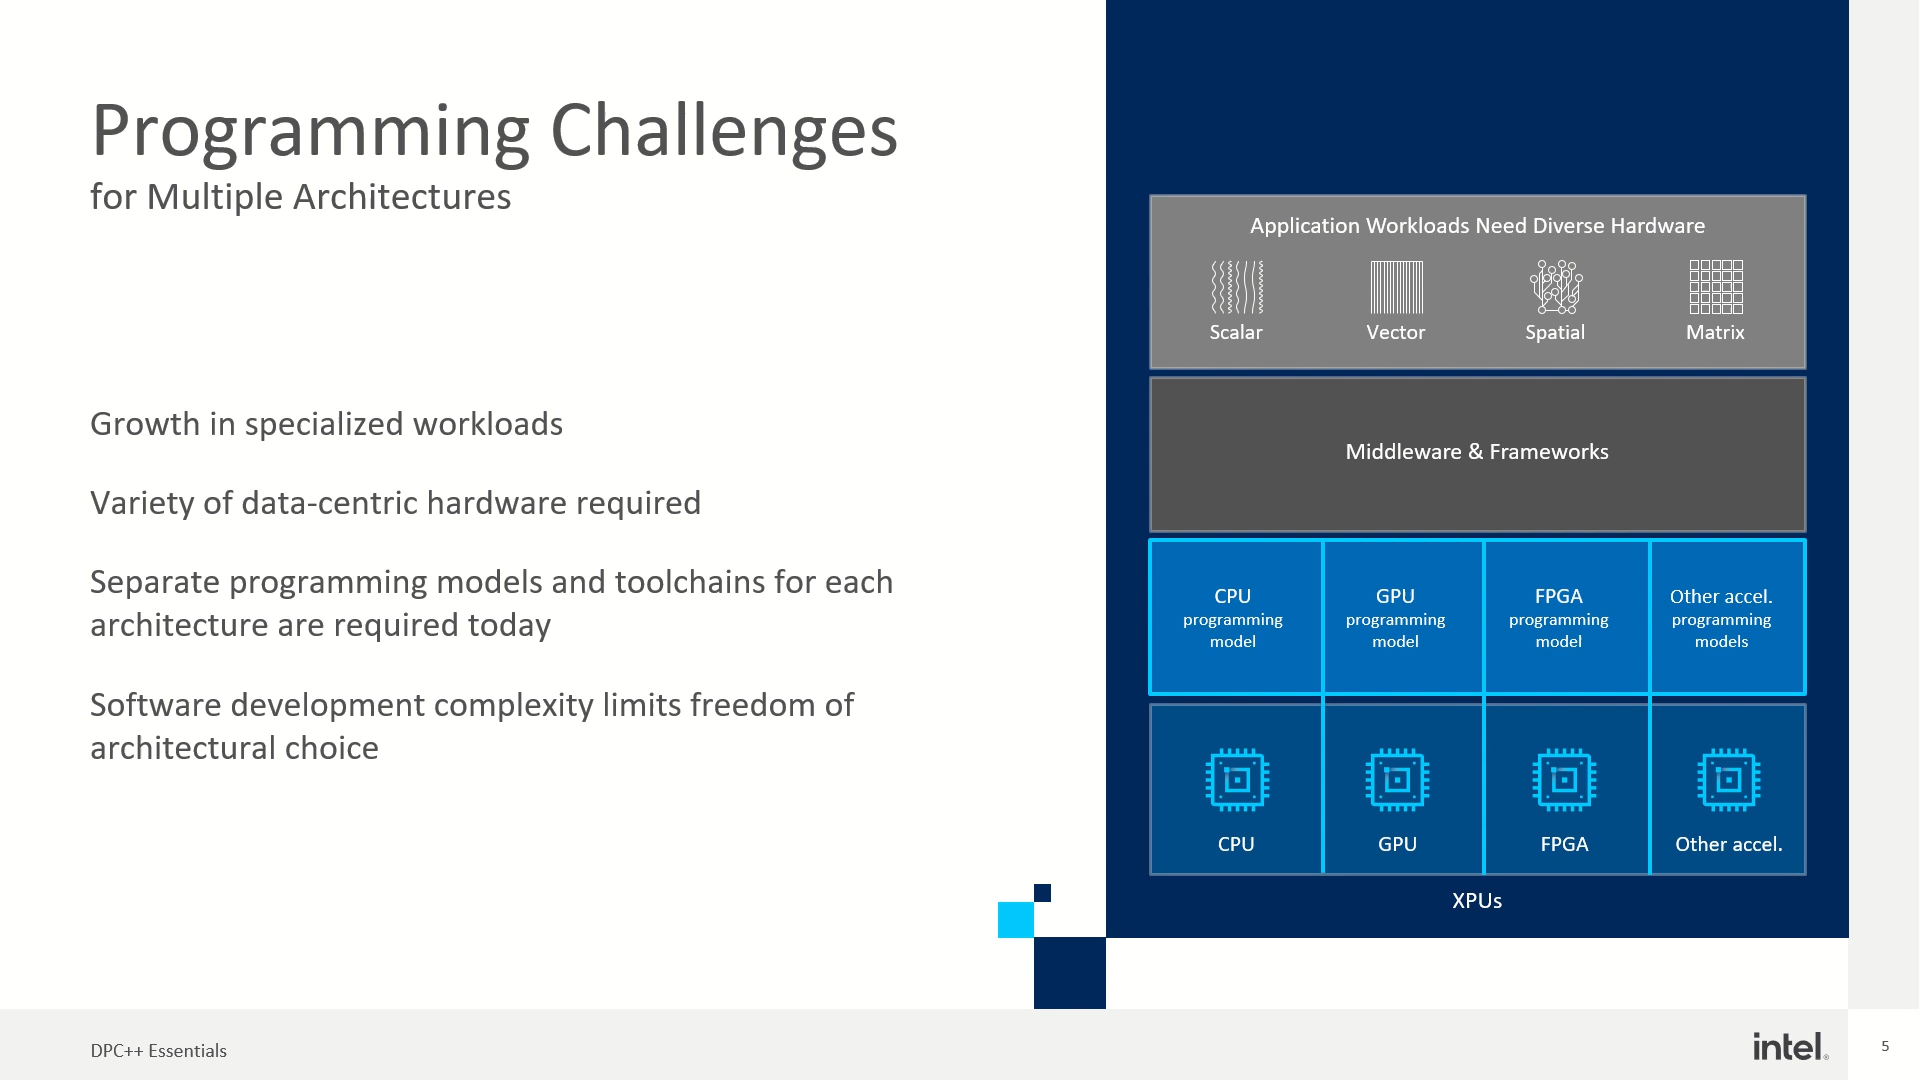 Programming Challenges
for Multiple Architectures
Growth in specialized workloads
Variety of data-centric hardware required
Separate programming models and toolchains for each
architecture are required today
Software development complexity limits freedom of
architectural choice
Application Workloads Need Diverse Hardware
Scalar
Vector
Spatial
Matrix
Middleware & Frameworks
CPU
programming
model
GPU
programming
model
FPGA
programming
model
Other accel.
programming
models
CPU
GPU
FPGA
Other accel.
XPUs
DPC++ Essentials
intel®
5